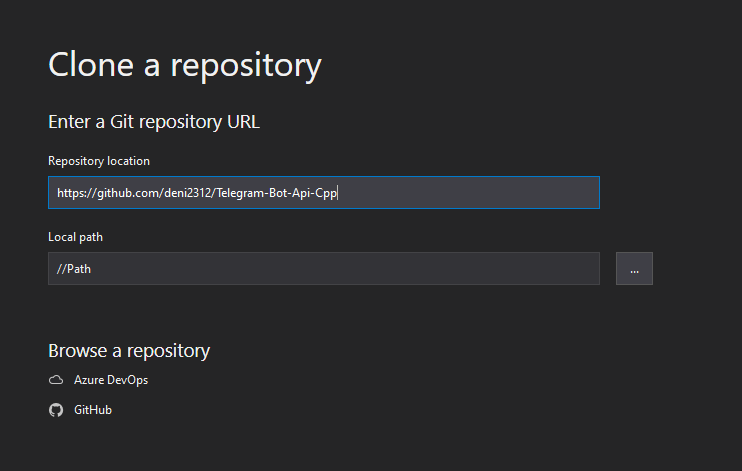 Clone a repository
Enter a Git repository URL
Repository location
https://github.com/deni2312/Telegram-Bot-Api-Cpp
Local path
//Path
...
Browse a repository
Azure DevOps
GitHub